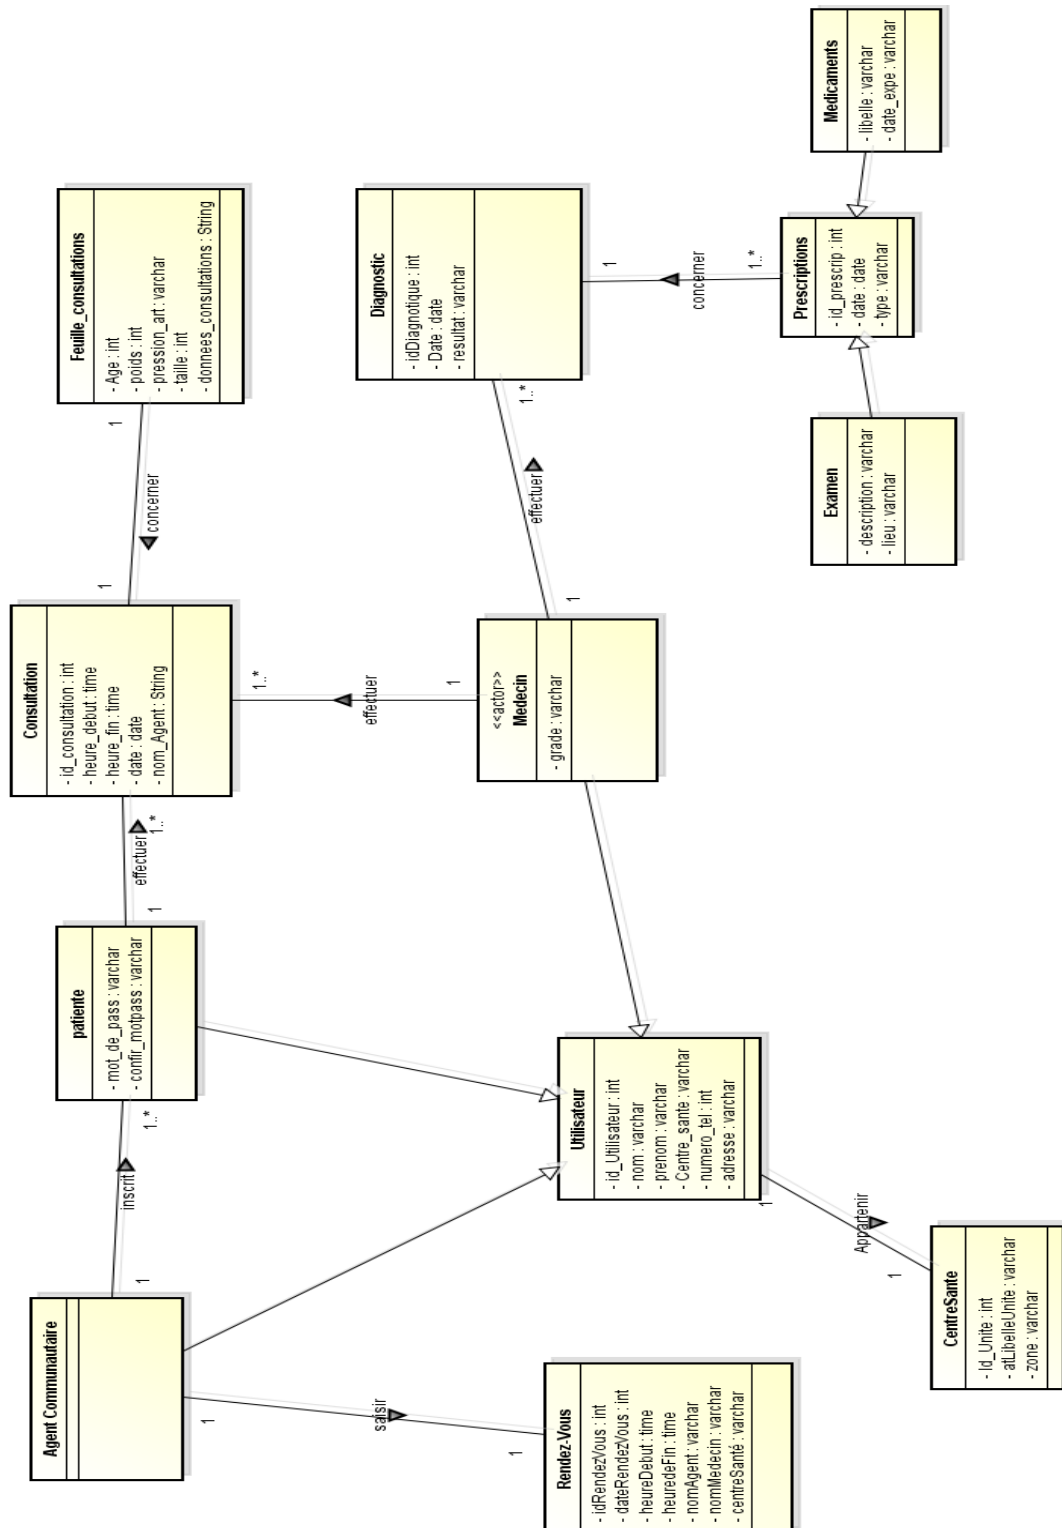 Agent Communautaire
1
inscrit
1..*
patiente
- mot_de_pass : varchar
- confir_motpass : varchar
1
effectuer
1..*
Consultation
- id_consultation : int
- heure_debut : time
- heure_fin : time
- date : date
- nom_Agent : String
1
concerner
1
Feuille_consultations
- Age : int
- poids : int
- pression_art : varchar
- taille : int
- donnees_consultations : String
1..*
effectuer
1
<<actor>>
Medecin
- grade : varchar
1
effectuer
1..*
Diagnostic
- idDiagnotique : int
- Date : date
- resultat : varchar
1
saisir
1
Rendez-Vous
- idRendezVous : int
- dateRendezVous : int
- heureDebut : time
- heuredeFin : time
- nomAgent : varchar
- nomMedecin : varchar
- centreSanté : varchar
Utilisateur
- id_Utilisateur : int
- nom : varchar
- prenom : varchar
- Centre_sante : varchar
- numero_tel : int
- adresse : varchar
1
Appartenir
1
CentreSante
- Id_Unite : int
- atLibelleUnite : varchar
- zone : varchar
1
concerner
1..*
Prescriptions
- id_prescrip : int
- date : date
- type : varchar
Examen
- description : varchar
- lieu : varchar
Medicaments
- libelle : varchar
- date_expe : varchar